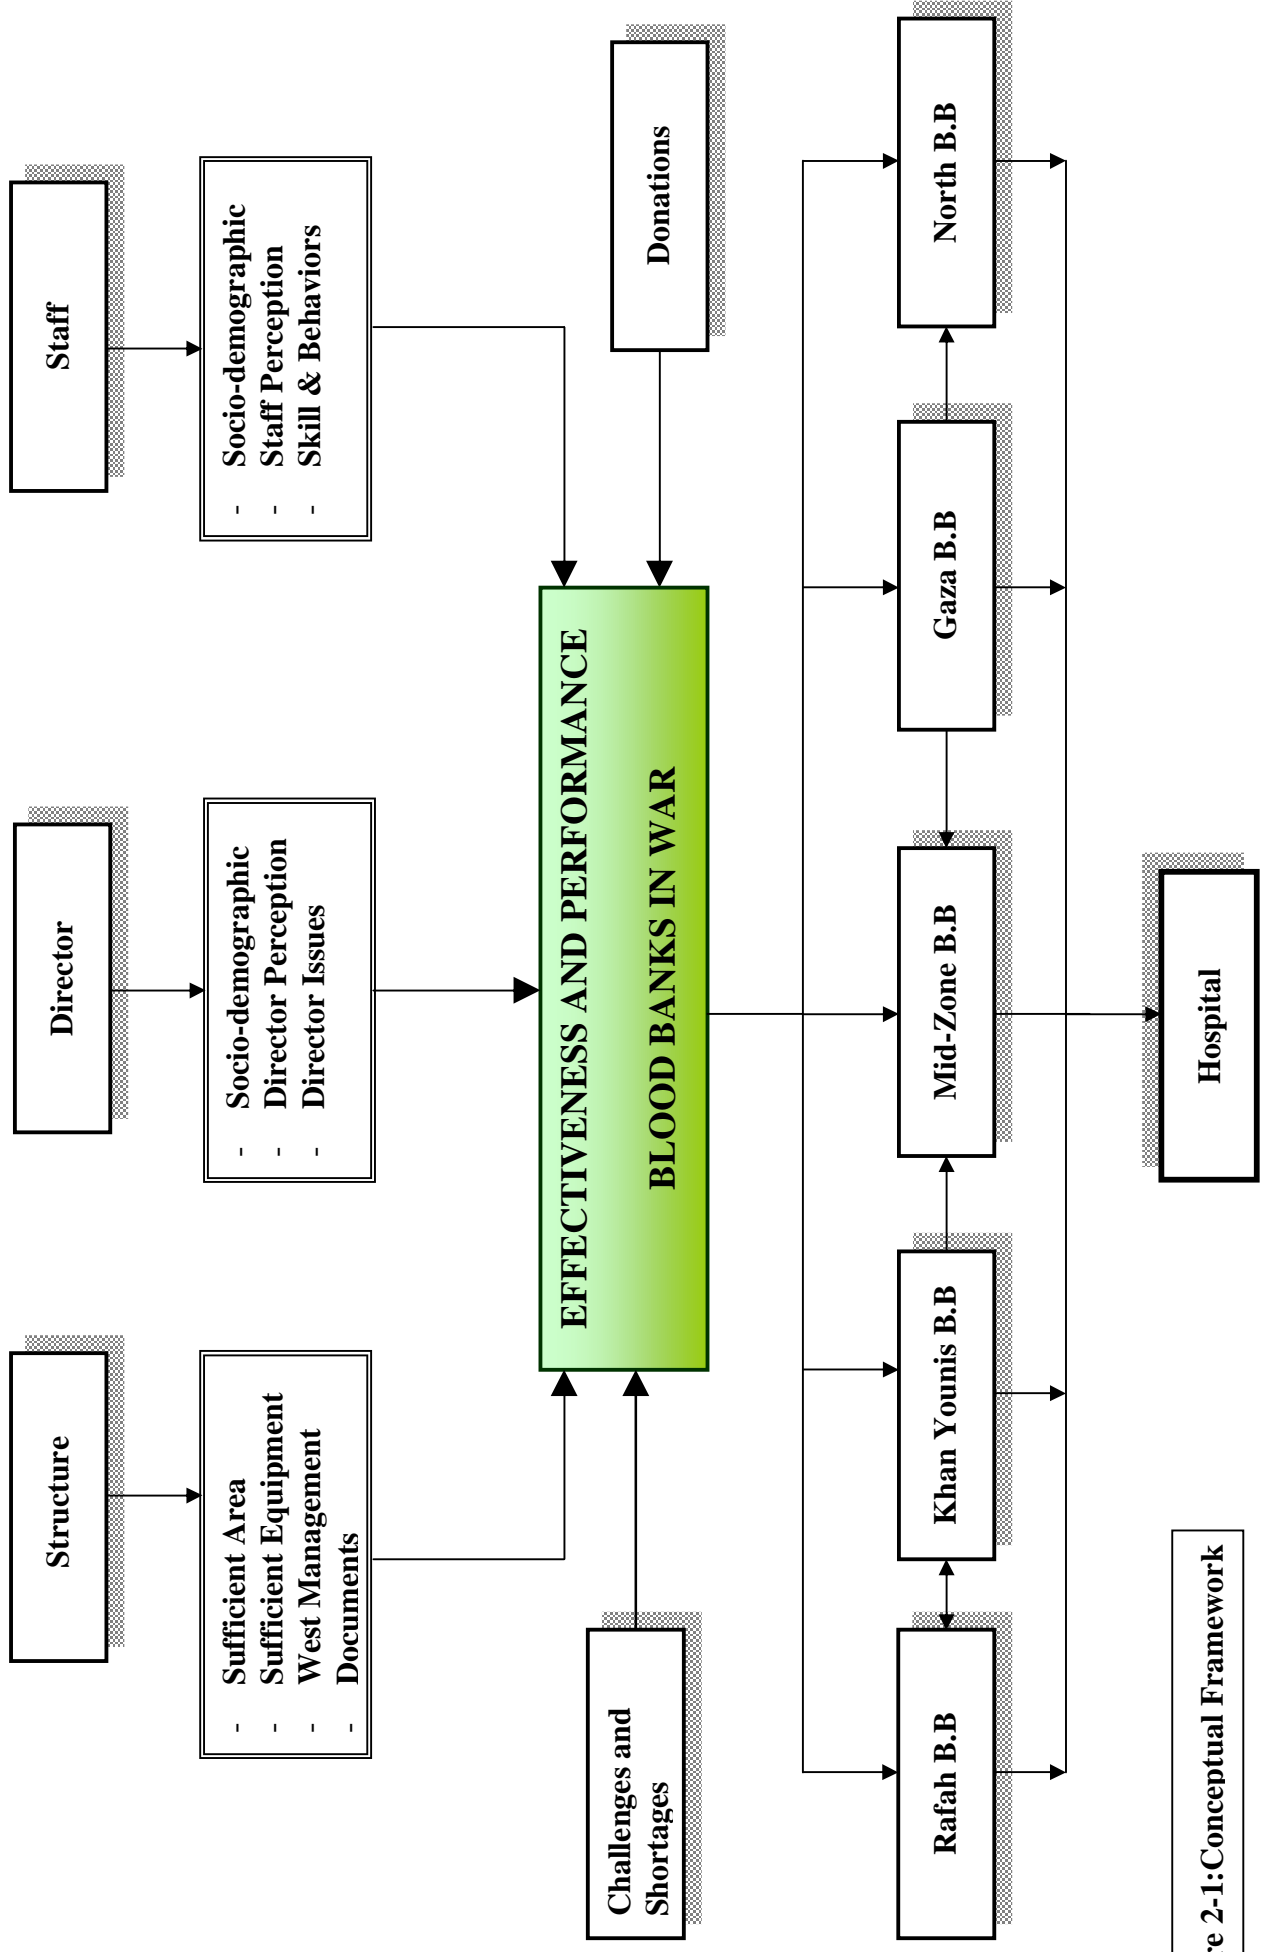 Structure
Director
Staff
- Sufficient Area
- Sufficient Equipment
- West Management
- Documents
- Socio-demographic
- Director Perception
- Director Issues
- Socio-demographic
- Staff Perception
- Skill & Behaviors
Challenges and
Shortages
EFFECTIVENESS AND PERFORMANCE
BLOOD BANKS IN WAR
Donations
Rafah B.B
Khan Younis B.B
Mid-Zone B.B
Gaza B.B
North B.B
Hospital
re 2-1:Conceptual Framework